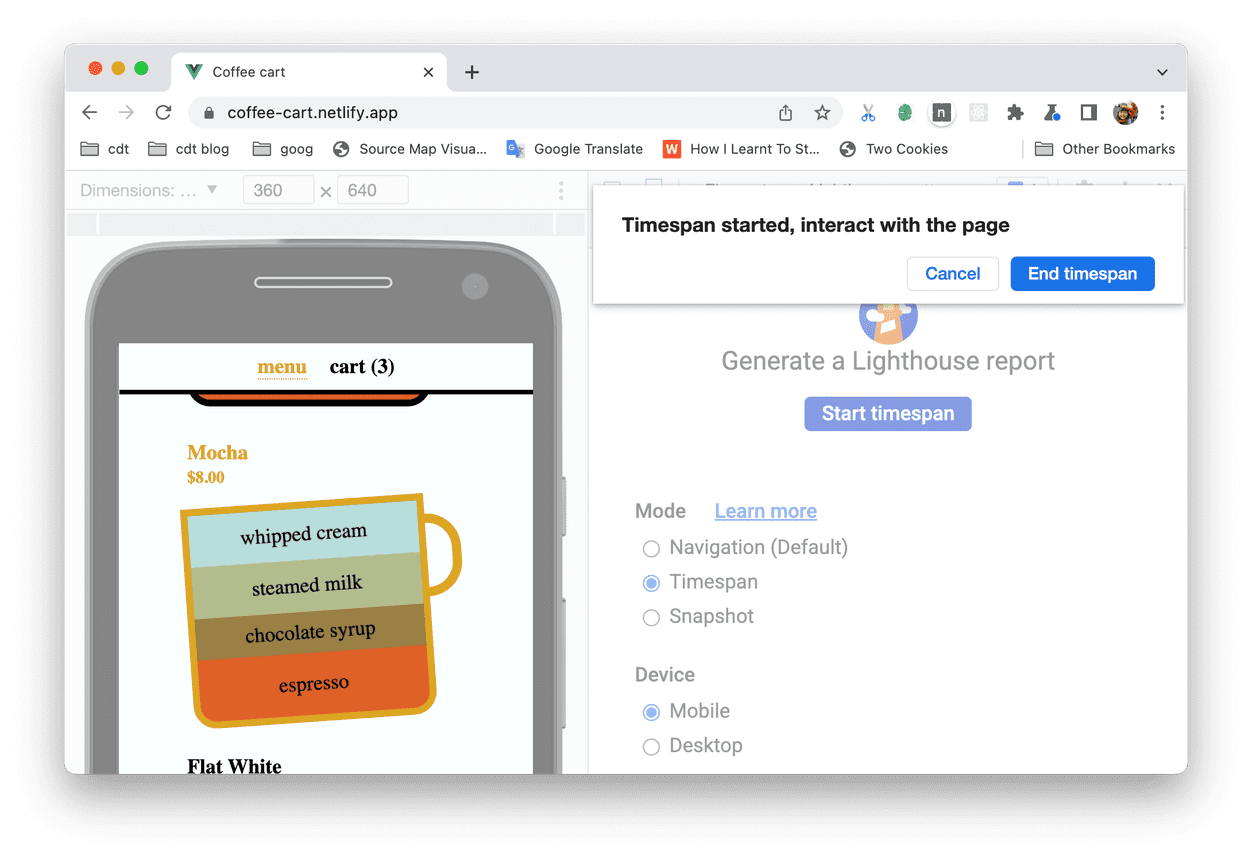 Coffee cart
coffee-cart.netlify.app
n
cdt cdt blog goog Source Map Visua... Google Translate W How I Learnt To St... Two Cookies Other Bookmarks
Dimensions: ... 360 × 640
Timespan started, interact with the page
Cancel End timespan
menu cart (3)
Mocha
$8.00
whipped cream
steamed milk
chocolate syrup
espresso
Flat White
Generate a Lighthouse report
Start timespan
Mode Learn more
Navigation (Default)
Timespan
Snapshot
Device
Mobile
Desktop